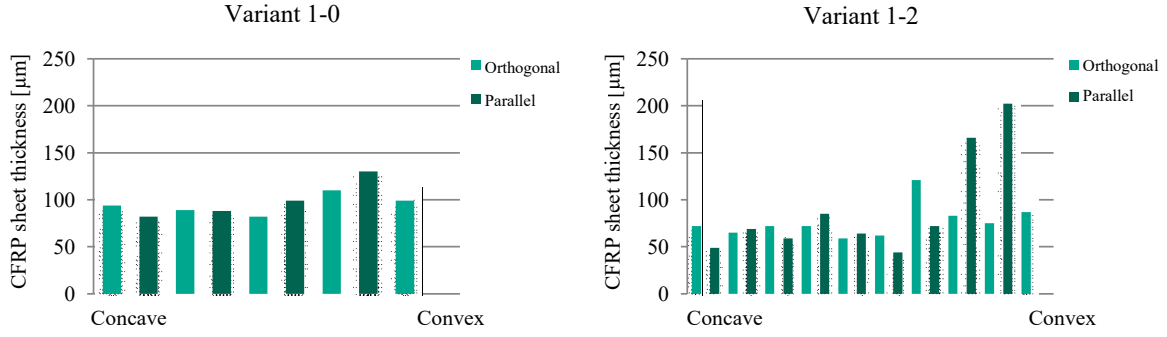 Variant 1-0
CFRP sheet thickness [µm]
250
200
150
100
50
0
Orthogonal
Parallel
Concave
Convex
Variant 1-2
CFRP sheet thickness [µm]
250
200
150
100
50
0
Orthogonal
Parallel
Concave
Convex